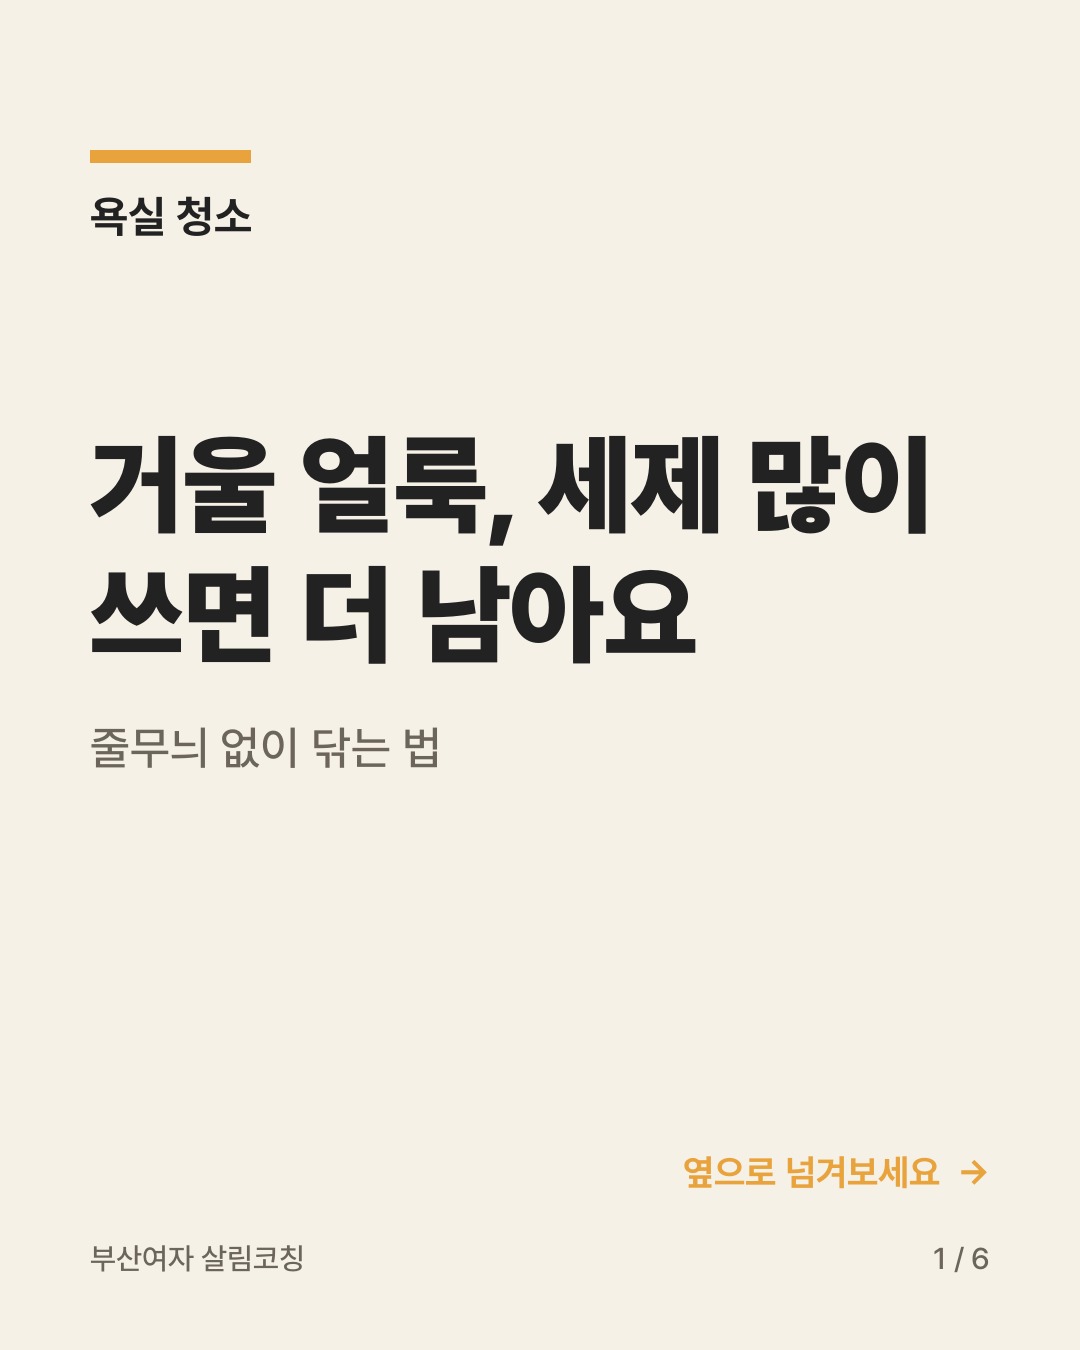 욕실 청소
거울 얼룩, 세제 많이
쓰면 더 남아요
줄무늬 없이 닦는 법
옆으로 넘겨보세요 →
부산여자 살림코칭
1 / 6